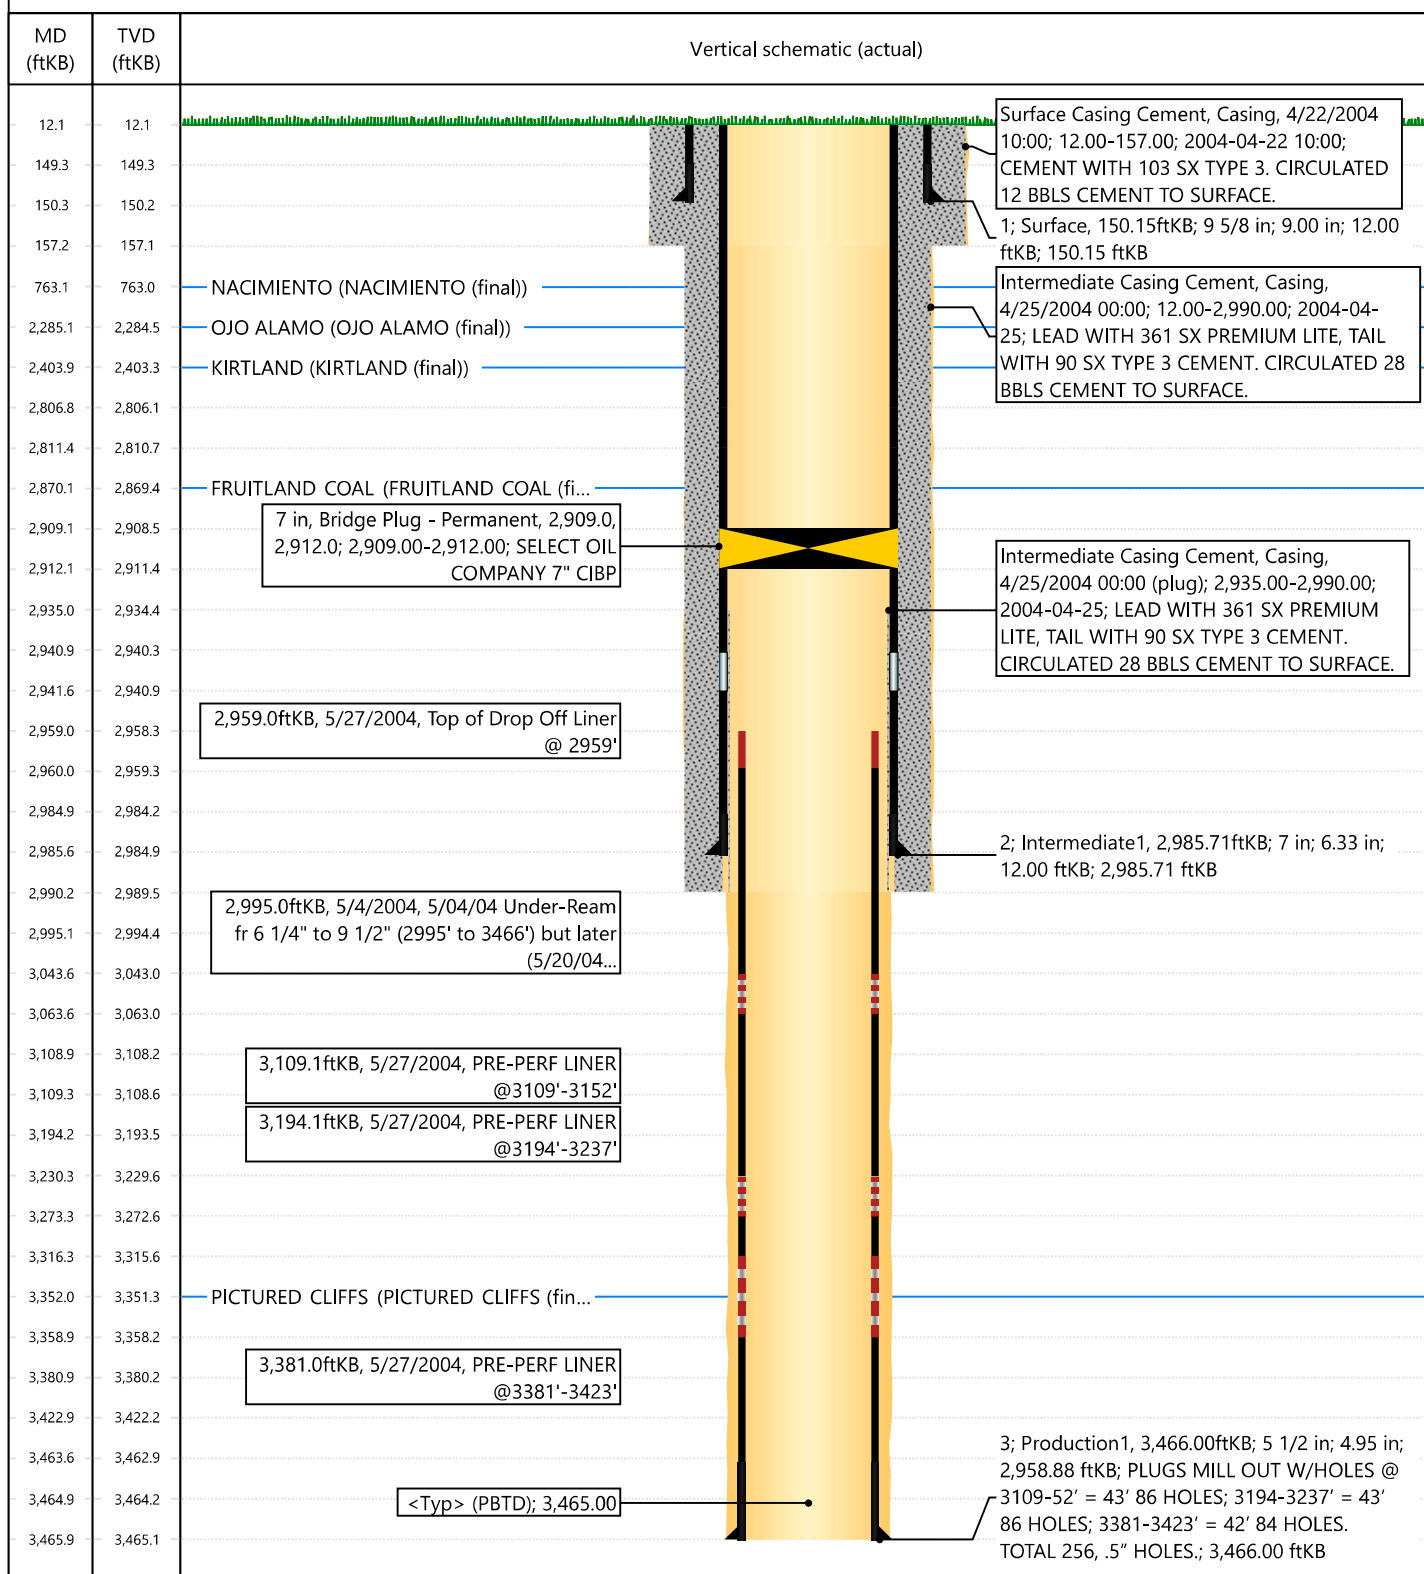 MD
(ftKB)
TVD
(ftKB)
Vertical schematic (actual)
12.1 12.1
149.3 149.3
150.3 150.2
157.2 157.1
763.1 763.0
2,285.1 2,284.5
2,403.9 2,403.3
2,806.8 2,806.1
2,811.4 2,810.7
2,870.1 2,869.4
2,909.1 2,908.5
2,912.1 2,911.4
2,935.0 2,934.4
2,940.9 2,940.3
2,941.6 2,940.9
2,959.0 2,958.3
2,960.0 2,959.3
2,984.9 2,984.2
2,985.6 2,984.9
2,990.2 2,989.5
2,995.1 2,994.4
3,043.6 3,043.0
3,063.6 3,063.0
3,108.9 3,108.2
3,109.3 3,108.6
3,194.2 3,193.5
3,230.3 3,229.6
3,273.3 3,272.6
3,316.3 3,315.6
3,352.0 3,351.3
3,358.9 3,358.2
3,380.9 3,380.2
3,422.9 3,422.2
3,463.6 3,462.9
3,464.9 3,464.2
3,465.9 3,465.1
NACIMIENTO (NACIMIENTO (final))
OJO ALAMO (OJO ALAMO (final))
KIRTLAND (KIRTLAND (final))
FRUITLAND COAL (FRUITLAND COAL (fi...
7 in, Bridge Plug - Permanent, 2,909.0,
2,912.0; 2,909.00-2,912.00; SELECT OIL
COMPANY 7" CIBP
2,959.0ftKB, 5/27/2004, Top of Drop Off Liner
@ 2959'
2,995.0ftKB, 5/4/2004, 5/04/04 Under-Ream
fr 6 1/4" to 9 1/2" (2995' to 3466') but later
(5/20/04...
3,109.1ftKB, 5/27/2004, PRE-PERF LINER
@3109'-3152'
3,194.1ftKB, 5/27/2004, PRE-PERF LINER
@3194'-3237'
PICTURED CLIFFS (PICTURED CLIFFS (fin...
3,381.0ftKB, 5/27/2004, PRE-PERF LINER
@3381'-3423'
<Typ> (PBTD); 3,465.00
Surface Casing Cement, Casing, 4/22/2004
10:00; 12.00-157.00; 2004-04-22 10:00;
CEMENT WITH 103 SX TYPE 3. CIRCULATED
12 BBLS CEMENT TO SURFACE.
1; Surface, 150.15ftKB; 9 5/8 in; 9.00 in; 12.00
ftKB; 150.15 ftKB
Intermediate Casing Cement, Casing,
4/25/2004 00:00; 12.00-2,990.00; 2004-04-
25; LEAD WITH 361 SX PREMIUM LITE, TAIL
WITH 90 SX TYPE 3 CEMENT. CIRCULATED 28
BBLS CEMENT TO SURFACE.
Intermediate Casing Cement, Casing,
4/25/2004 00:00 (plug); 2,935.00-2,990.00;
2004-04-25; LEAD WITH 361 SX PREMIUM
LITE, TAIL WITH 90 SX TYPE 3 CEMENT.
CIRCULATED 28 BBLS CEMENT TO SURFACE.
2; Intermediate1, 2,985.71ftKB; 7 in; 6.33 in;
12.00 ftKB; 2,985.71 ftKB
3; Production1, 3,466.00ftKB; 5 1/2 in; 4.95 in;
2,958.88 ftKB; PLUGS MILL OUT W/HOLES @
3109-52' = 43' 86 HOLES; 3194-3237' = 43'
86 HOLES; 3381-3423' = 42' 84 HOLES.
TOTAL 256, .5" HOLES.; 3,466.00 ftKB